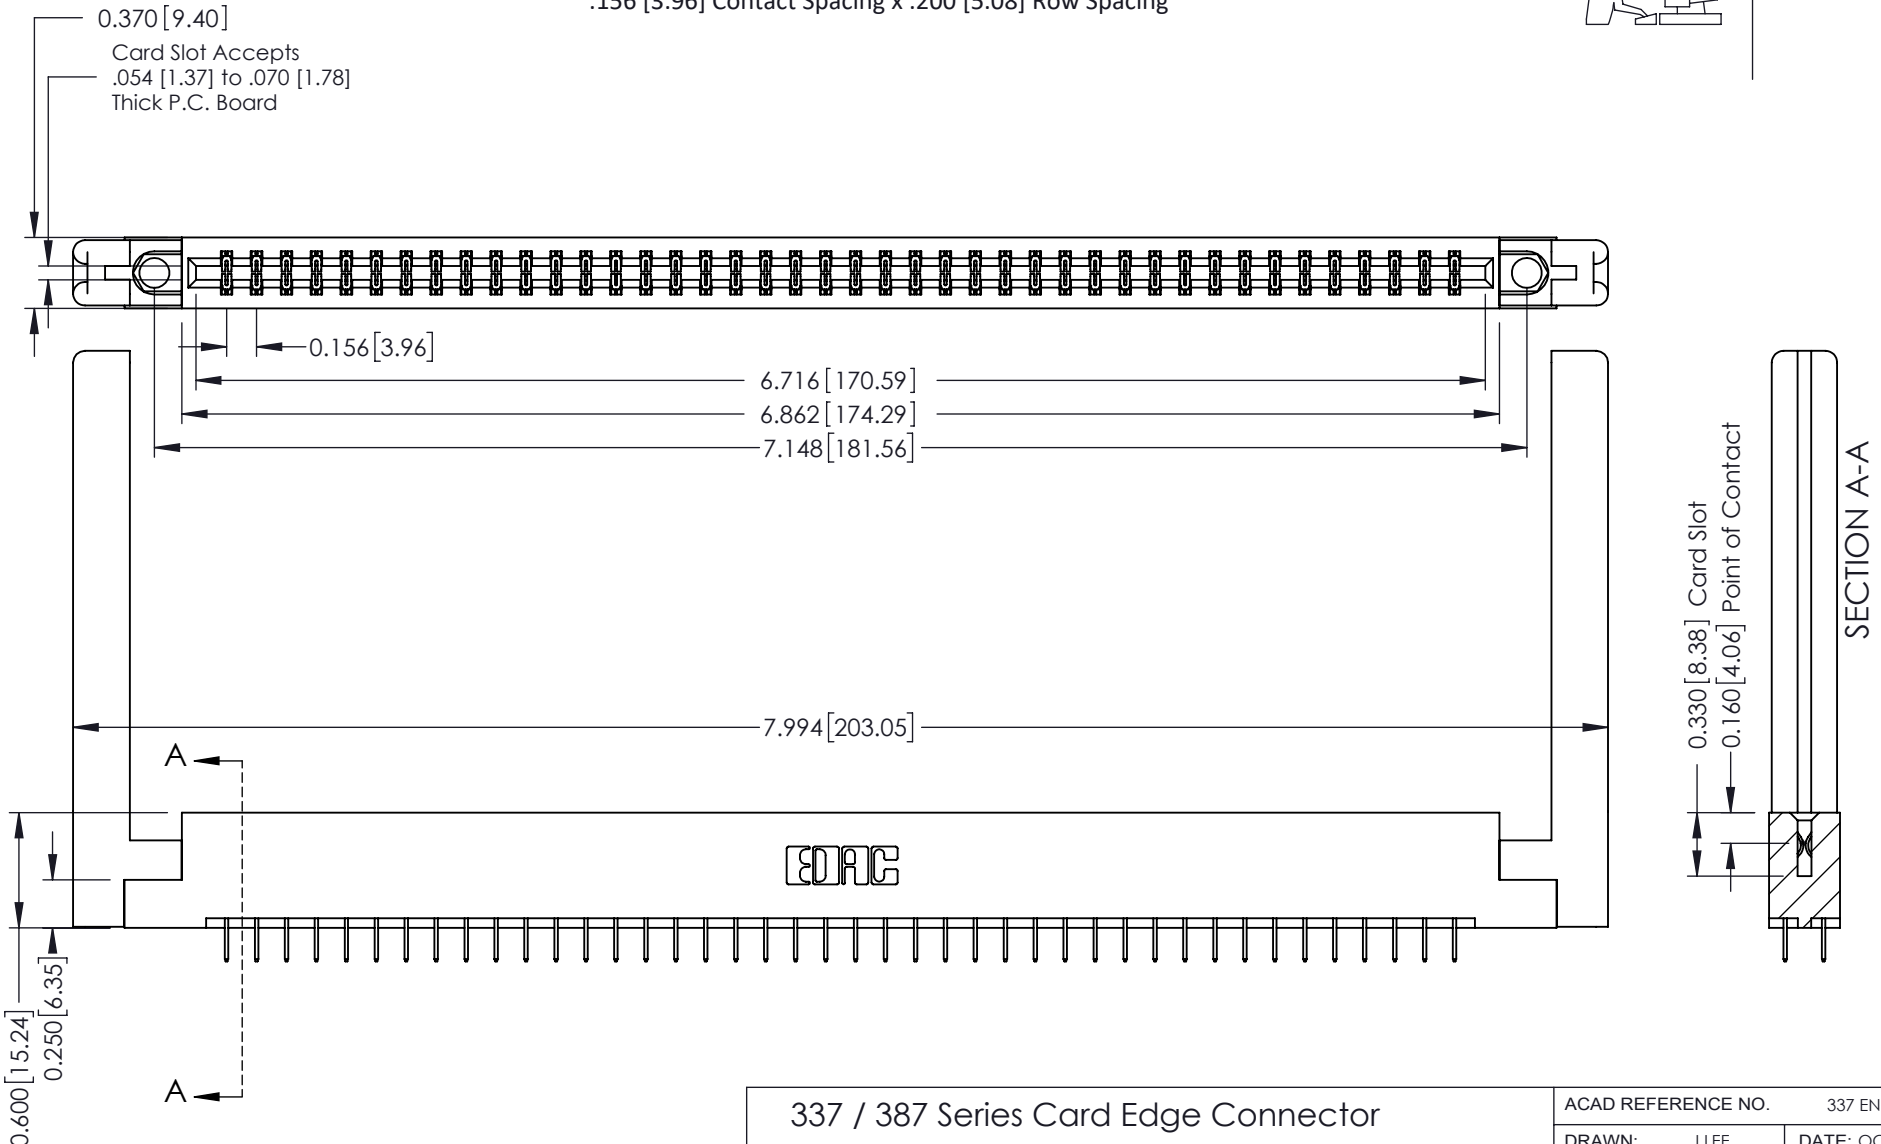 .156 [3.96] Contact Spacing x .200 [5.08] Row Spacing
0.370 [9.40]
Card Slot Accepts
.054 [1.37] to .070 [1.78]
Thick P.C. Board
0.156 [3.96]
6.716 [170.59]
6.862 [174.29]
7.148 [181.56]
7.994 [203.05]
A
A
EDAC
0.600 [15.24]
0.250 [6.35]
0.330 [8.38] Card Slot
0.160 [4.06] Point of Contact
SECTION A-A
337 / 387 Series Card Edge Connector
ACAD REFERENCE NO. 337 EN
DRAWN: J.LEE DATE: OC